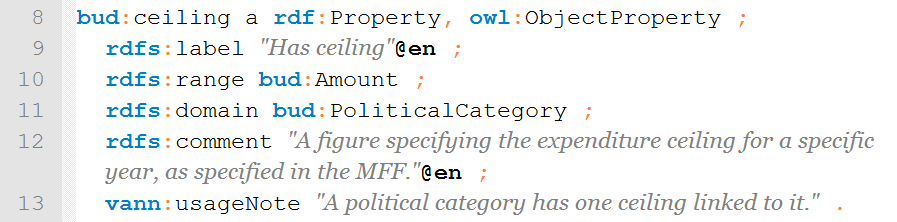 8 bud:ceiling a rdf:Property, owl:ObjectProperty ;
9 rdfs:label "Has ceiling"@en ;
10 rdfs:range bud:Amount ;
11 rdfs:domain bud:PoliticalCategory ;
12 rdfs:comment "A figure specifying the expenditure ceiling for a specific
year, as specified in the MFF."@en ;
13 vann:usageNote "A political category has one ceiling linked to it." .